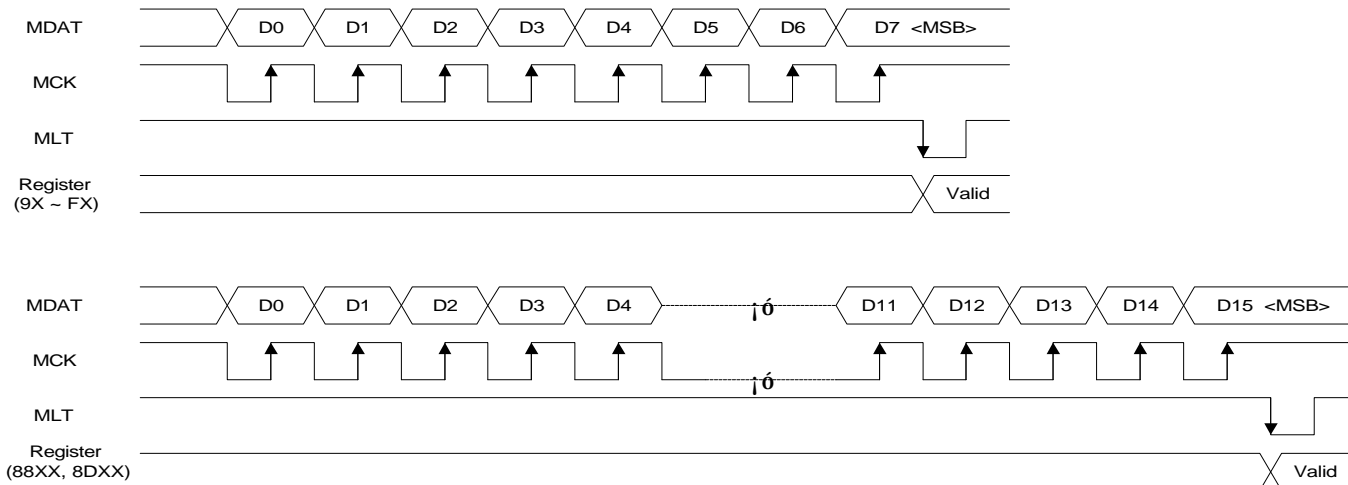 MDAT D0 D1 D2 D3 D4 D5 D6 D7 <MSB>
MCK
MLT
Register
(9X ~ FX) Valid
MDAT D0 D1 D2 D3 D4 ¡ó D11 D12 D13 D14 D15 <MSB>
MCK ¡ó
MLT
Register
(88XX, 8DXX) Valid